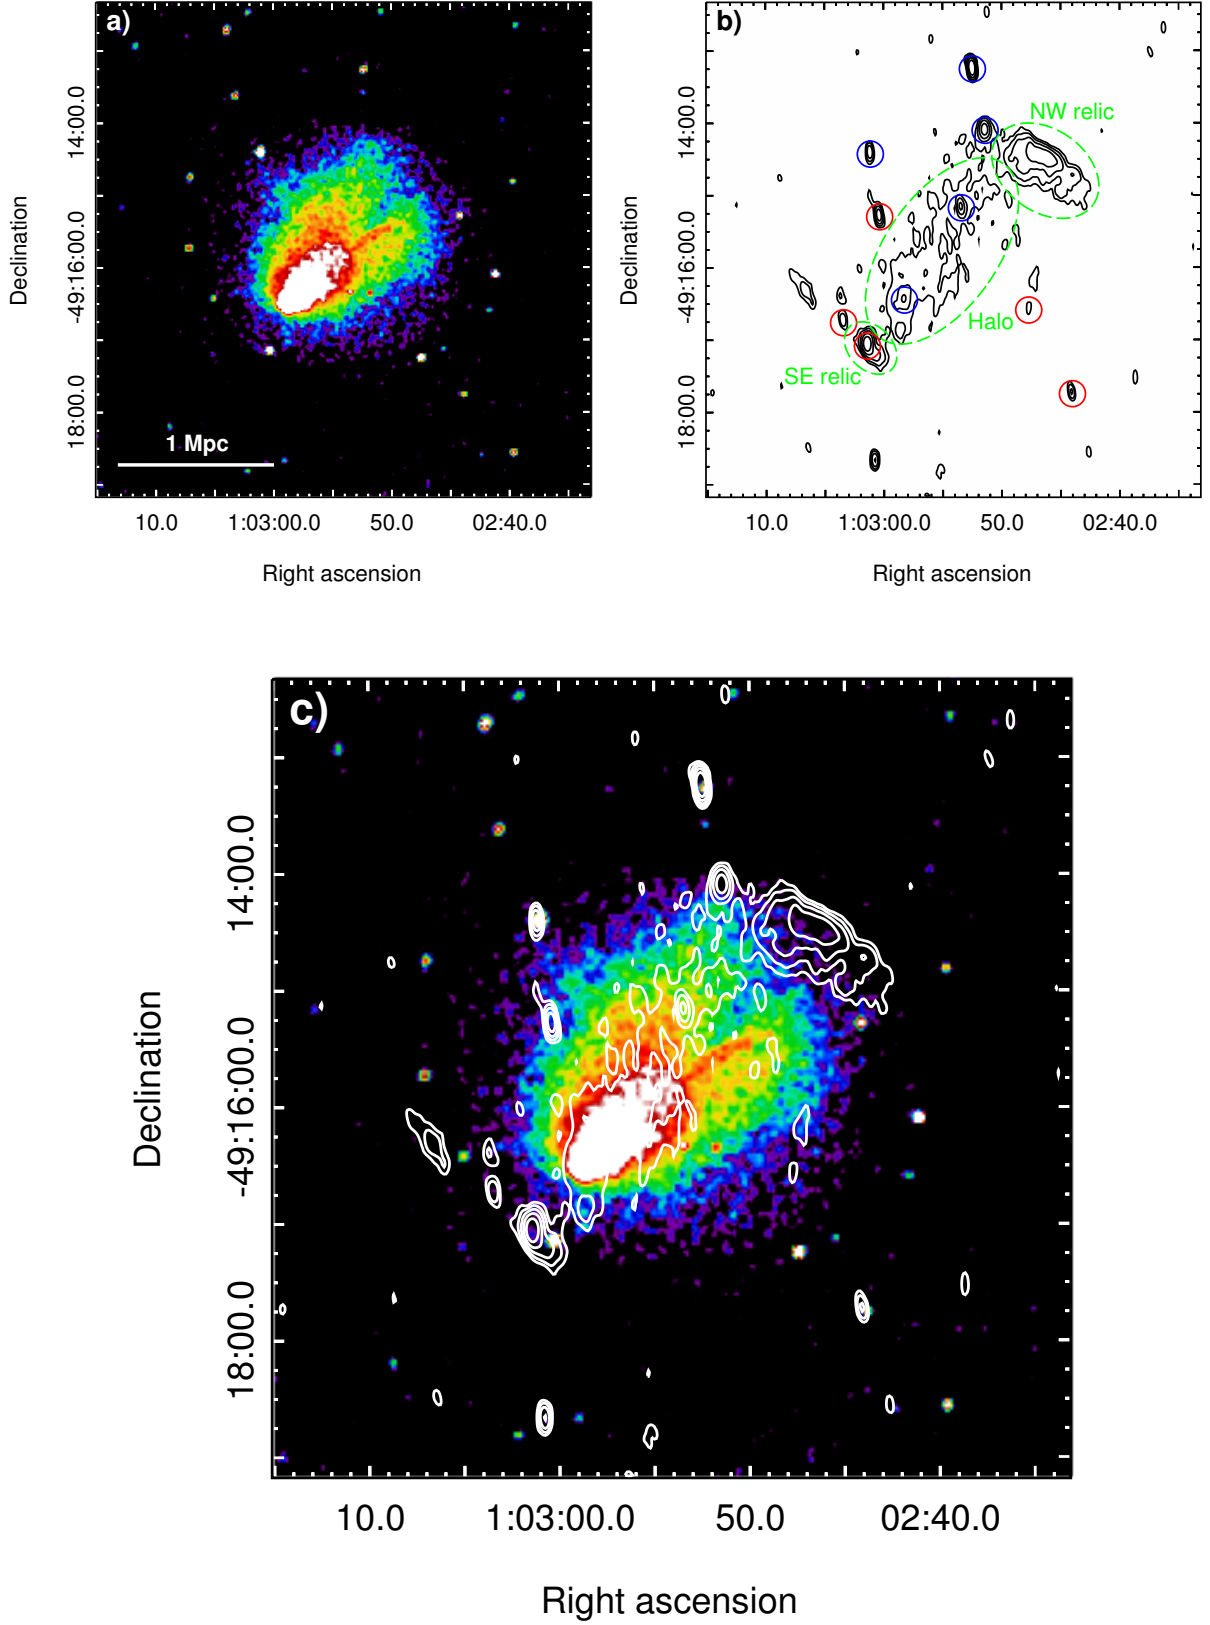 a)
14:00.0
-49:16:00.0
18:00.0
Declination
1 Mpc
10.0 1:03:00.0 50.0 02:40.0
Right ascension
b)
NW relic
Halo
SE relic
14:00.0
-49:16:00.0
18:00.0
Declination
10.0 1:03:00.0 50.0 02:40.0
Right ascension
c)
14:00.0
-49:16:00.0
18:00.0
Declination
10.0 1:03:00.0 50.0 02:40.0
Right ascension